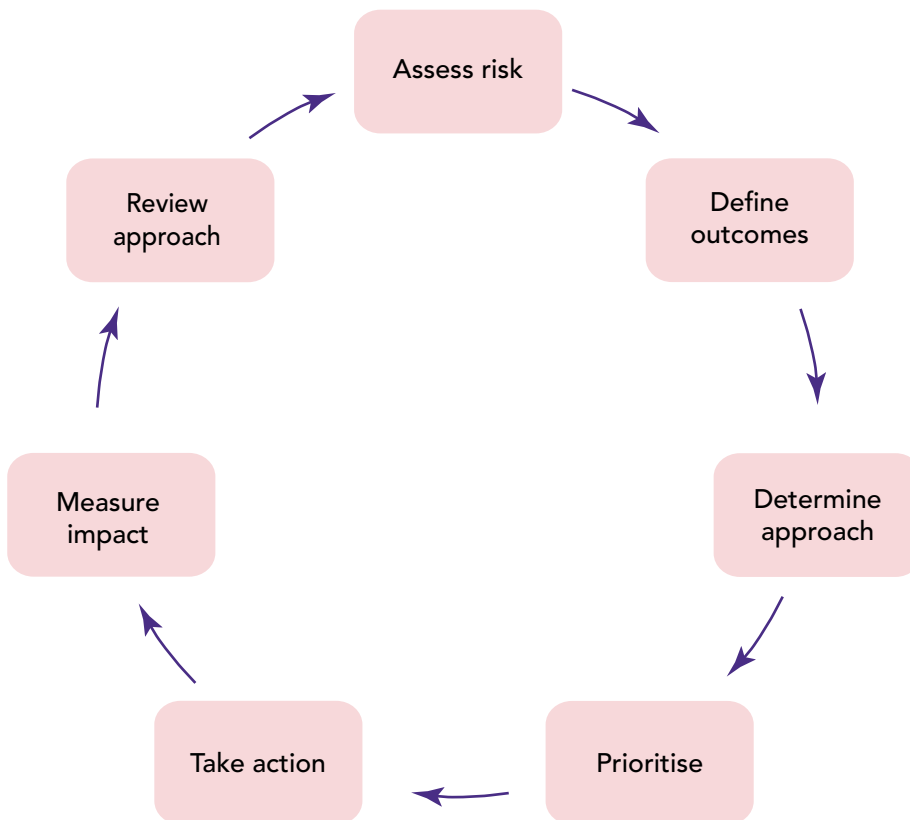 Assess risk
Define
outcomes
Determine
approach
Prioritise
Take action
Measure
impact
Review
approach